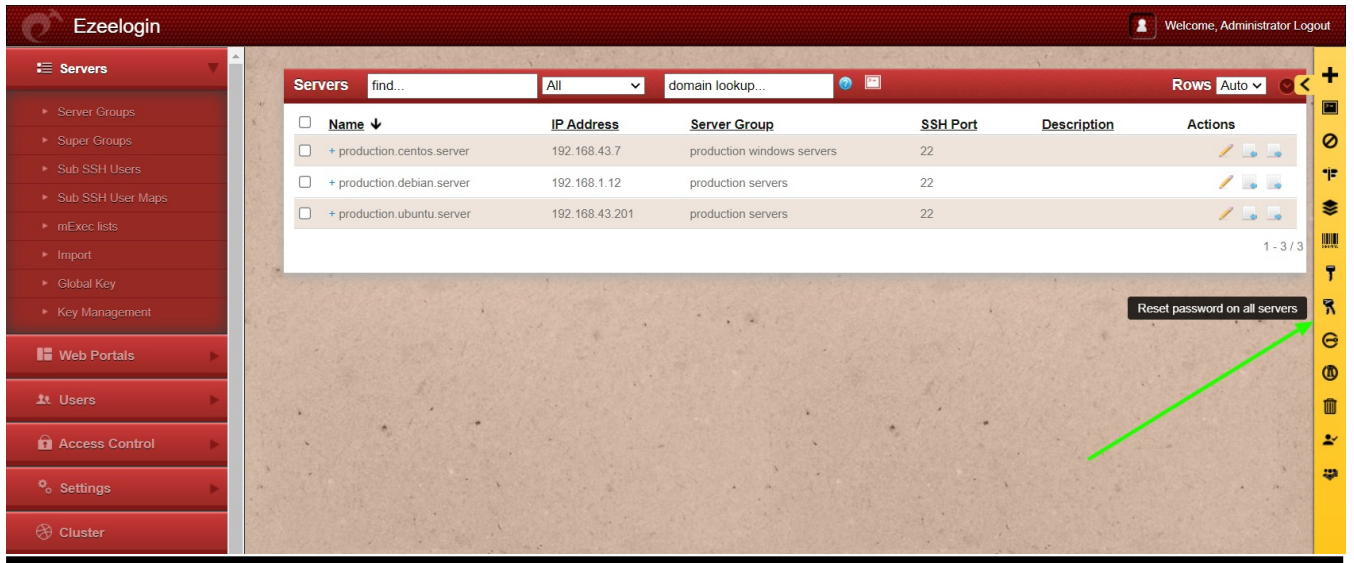 Ezeelogin
Welcome, Administrator Logout
Servers
Server Groups
Super Groups
Sub SSH Users
Sub SSH User Maps
mExec lists
Import
Global Key
Key Management
Web Portals
Users
Access Control
Settings
Cluster
Servers find... All domain lookup... Rows Auto
Name IP Address Server Group SSH Port Description Actions
+ production.centos.server 192.168.43.7 production windows servers 22
+ production.debian.server 192.168.1.12 production servers 22
+ production.ubuntu.server 192.168.43.201 production servers 22
1 - 3 / 3
Reset password on all servers